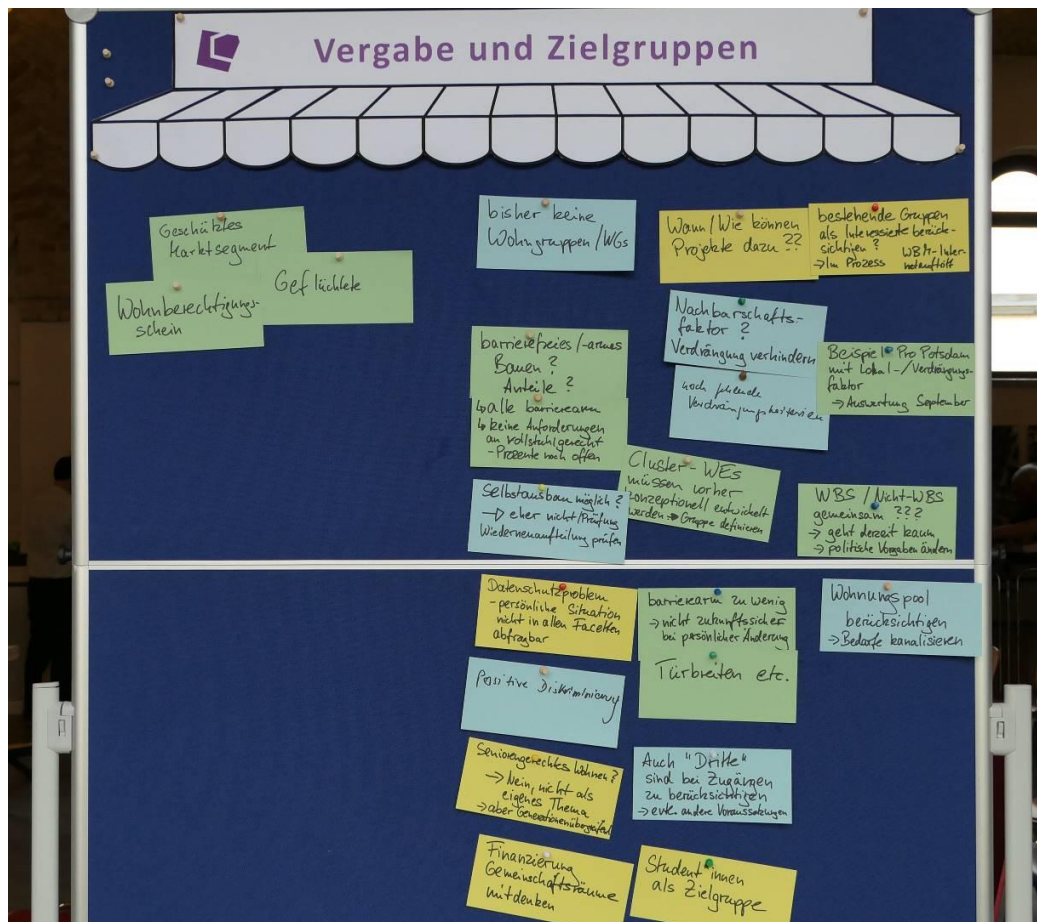 Vergabe und Zielgruppen
Geschütztes
Marktsegment
Geflüchtete
Wohnberechtigungs-
schein
bisher keine
Wohngruppen/WGs
Wann/Wie können
Projekte dazu ??
bestehende Gruppen
als Interessierte berück-
sichtigen ?
→ Im Prozess WBM-Inter-
netauftritt
Nachbarschafts-
faktor ?
Verdrängung verhindern
noch fehlende
Verdrängungskriterien
Beispiel Pro Potsdam
mit Lokal-/Verdrängungs-
faktor
→ Auswertung September
barrierefreies/-armes
Bauen ?
Anteile ?
↳ alle barrierearm
↳ keine Anforderungen
an rollstuhlgerecht
- Prozente noch offen
Cluster-WEs
müssen vorher
konzeptionell entwickelt
werden → Gruppe definieren
Selbstausbau möglich ?
→ eher nicht/Prüfung
Wiederneuaufteilung prüfen
WBS / Nicht-WBS
gemeinsam ???
→ geht derzeit kaum
→ politische Vorgaben ändern
Datenschutzproblem
- persönliche Situation
nicht in allen Facetten
abfragbar
barrierearm zu wenig
→ nicht zukunftssicher
bei persönlicher Änderung
Türbreiten etc.
Wohnungspool
berücksichtigen
→ Bedarfe kanalisieren
Positive Diskriminierung
Seniorengerechtes Wohnen ?
→ Nein, nicht als
eigenes Thema
→ aber
Auch "Dritte"
sind bei Zugängen
zu berücksichtigen
→ evtl. andere Voraussetzungen
Finanzierung
Gemeinschaftsräume
mitdenken
Student*innen
als Zielgruppe